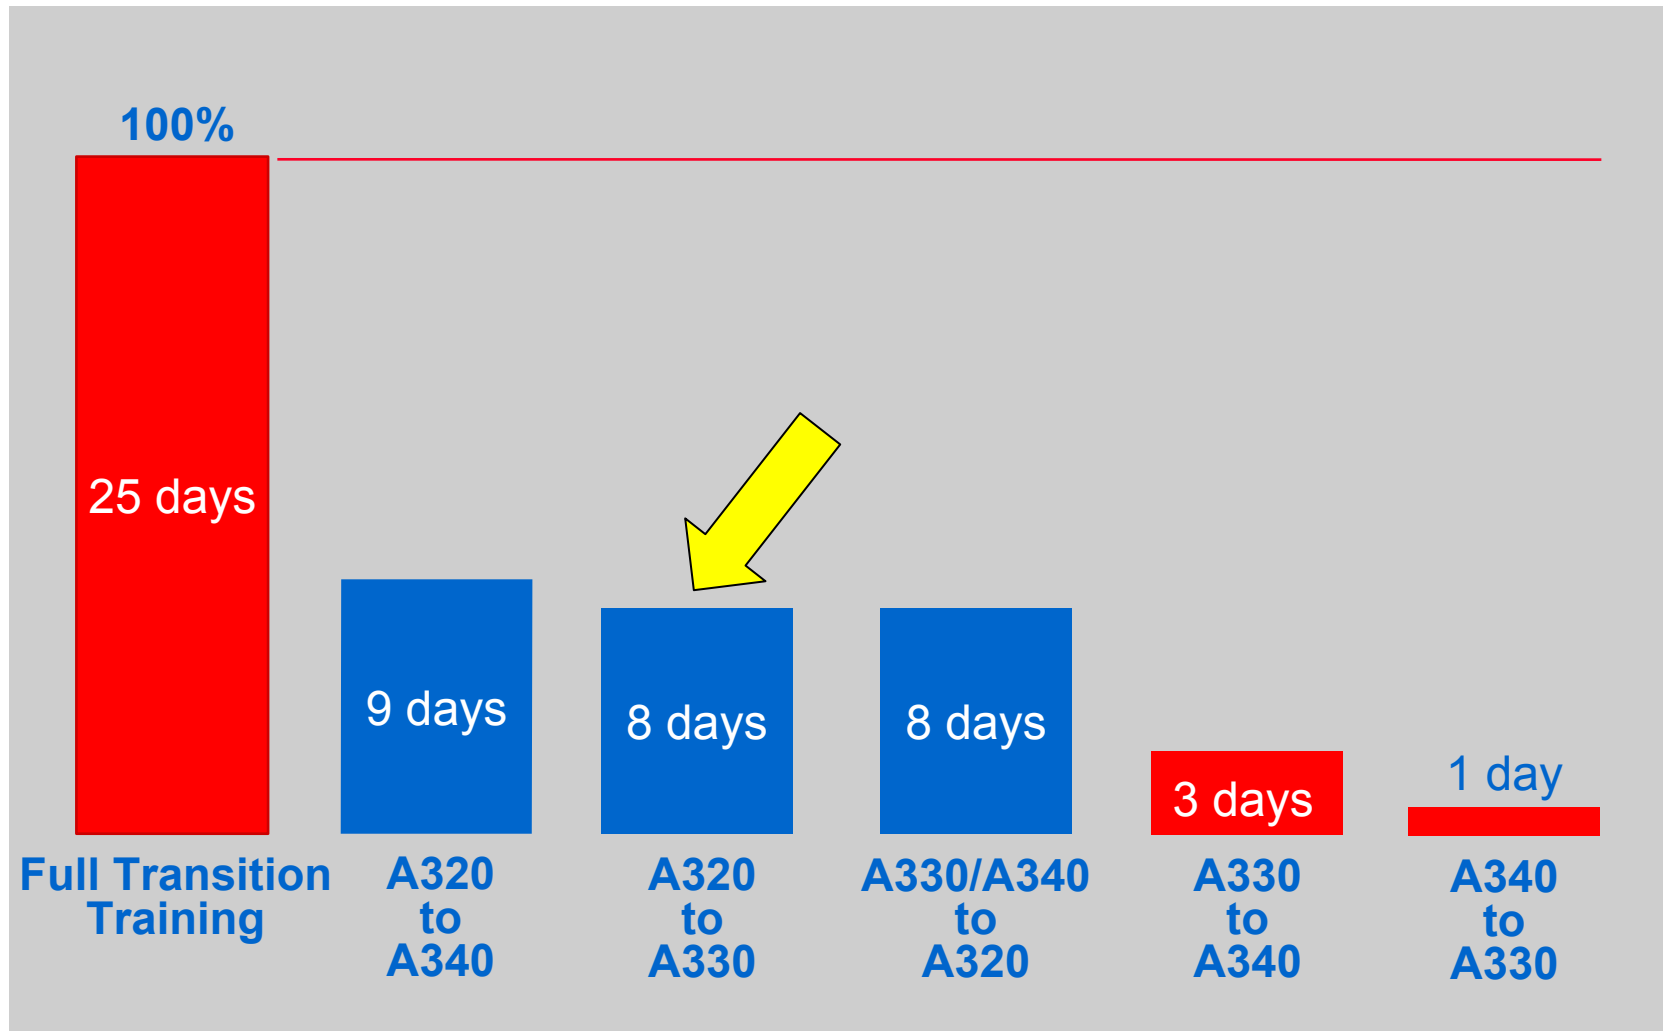 100%
25 days
9 days
8 days
8 days
3 days
1 day
Full Transition
Training
A320
to
A340
A320
to
A330
A330/A340
to
A320
A330
to
A340
A340
to
A330